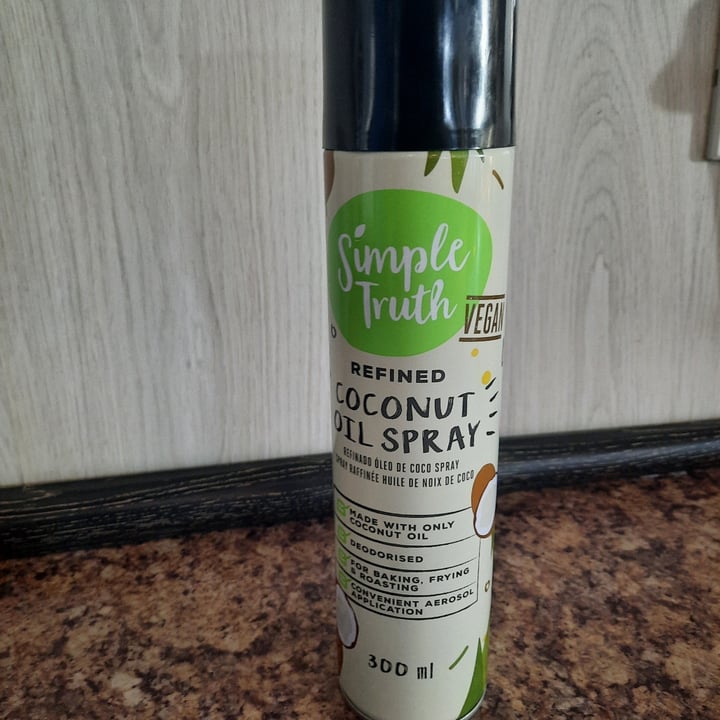 Simple
Truth
VEGAN
REFINED
COCONUT
OIL SPRAY
REFINADO ÓLEO DE COCO SPRAY
SPRAY RAFFINÉE HUILE DE NOIX DE COCO
MADE WITH ONLY
COCONUT OIL
DEODORISED
FOR BAKING, FRYING
& ROASTING
CONVENIENT AEROSOL
APPLICATION
300 ml